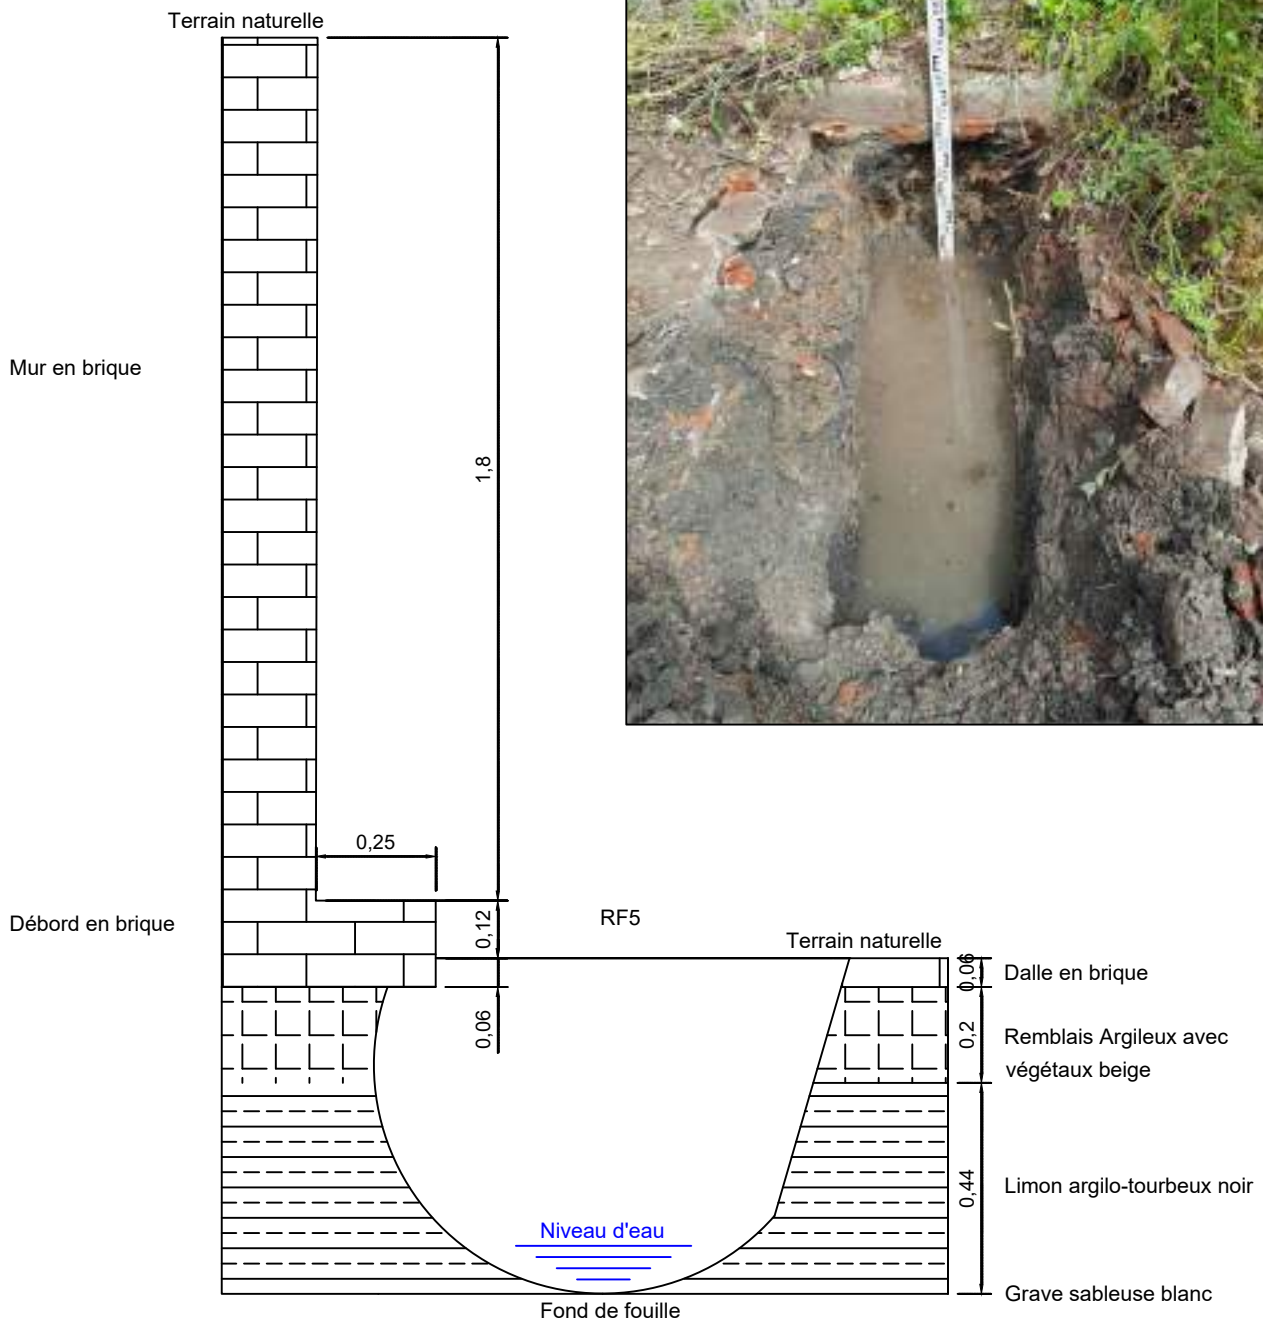 Terrain naturelle
Mur en brique
1,8
0,25
Débord en brique
0,12
RF5
Terrain naturelle
0,06
Dalle en brique
0,06
0,2
Remblais Argileux avec
végétaux beige
0,44
Limon argilo-tourbeux noir
Niveau d'eau
Grave sableuse blanc
Fond de fouille